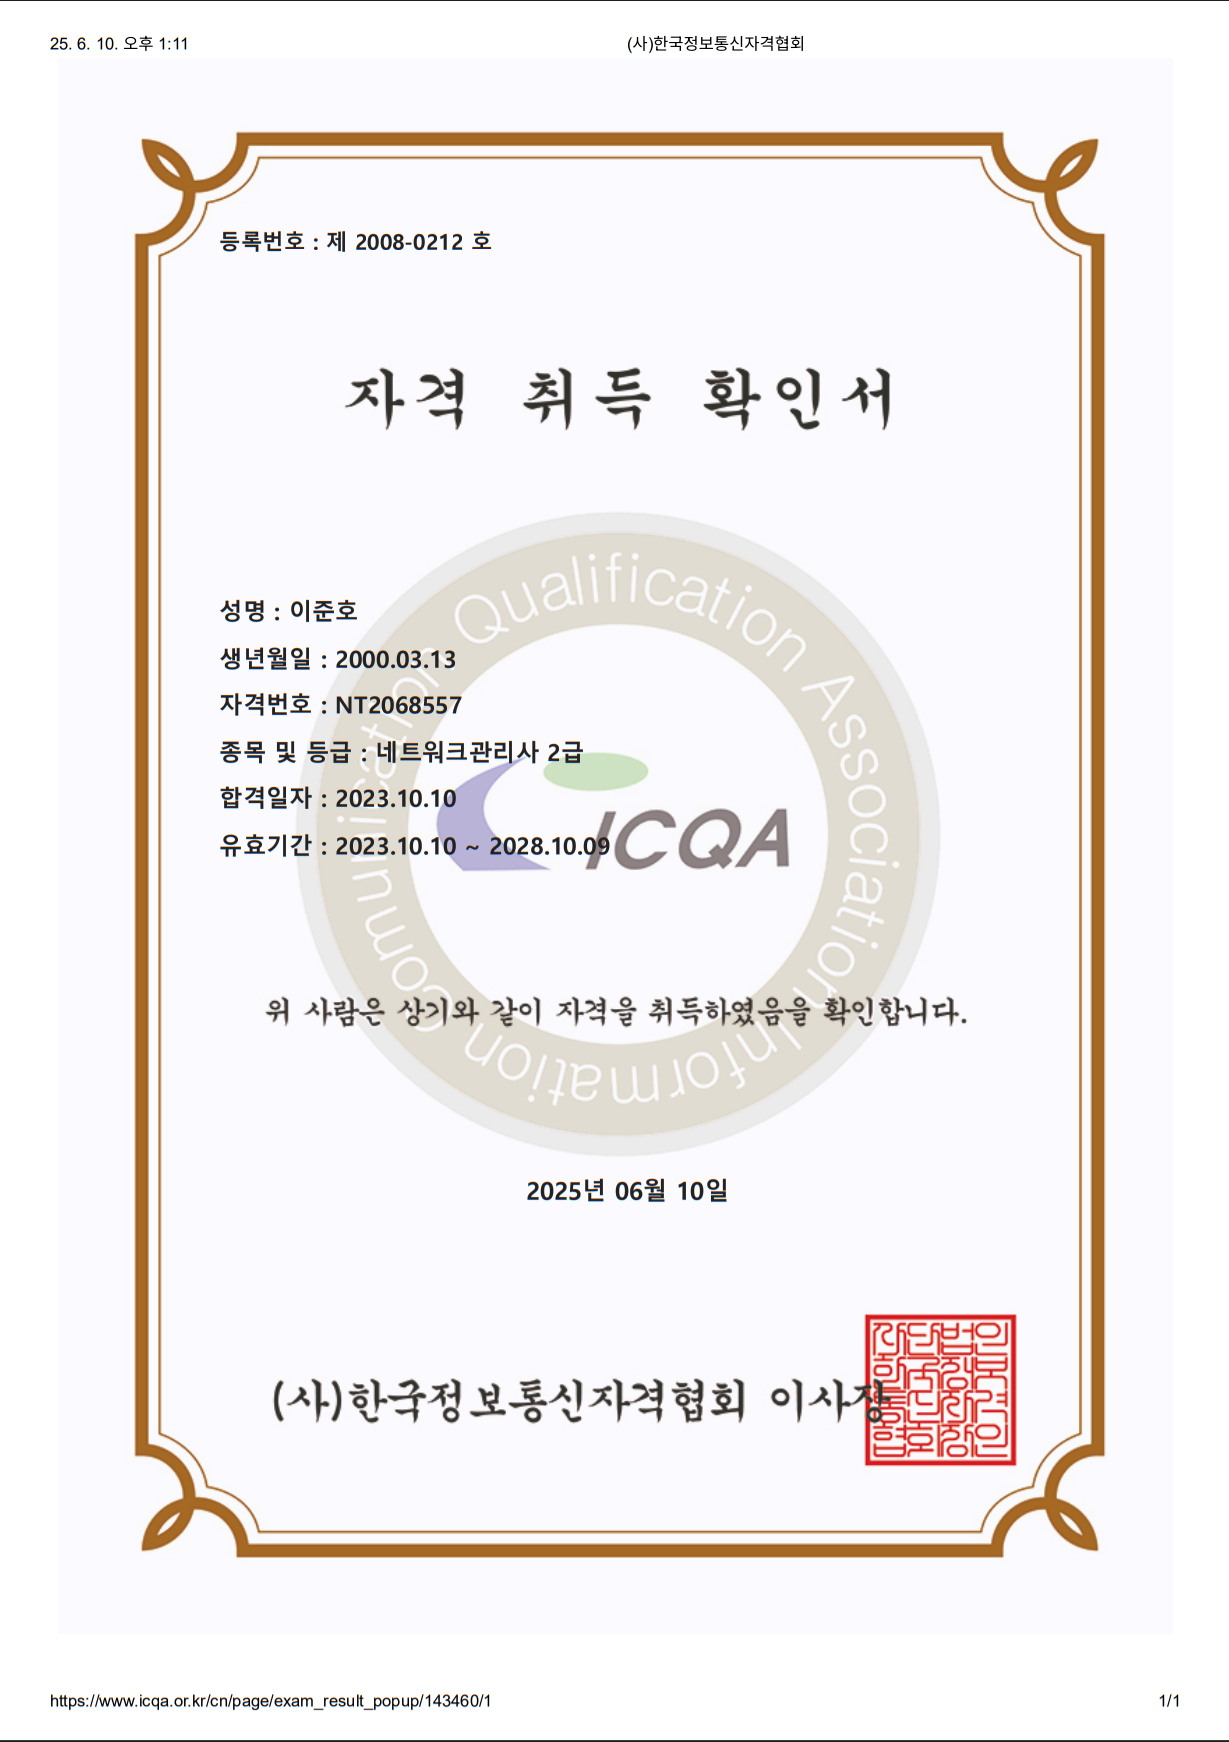 25. 6. 10. 오후 1:11
(사)한국정보통신자격협회
등록번호 : 제 2008-0212 호
자격 취득 확인서
성명 : 이준호
생년월일 : 2000.03.13
자격번호 : NT2068557
종목 및 등급 : 네트워크관리사 2급
합격일자 : 2023.10.10
유효기간 : 2023.10.10 ~ 2028.10.09
ICQA
Information Communication Qualification Association
위 사람은 상기와 같이 자격을 취득하였음을 확인합니다.
2025년 06월 10일
(사)한국정보통신자격협회 이사장
사단법인
한국정보
통신자격
협회장인
https://www.icqa.or.kr/cn/page/exam_result_popup/143460/1
1/1